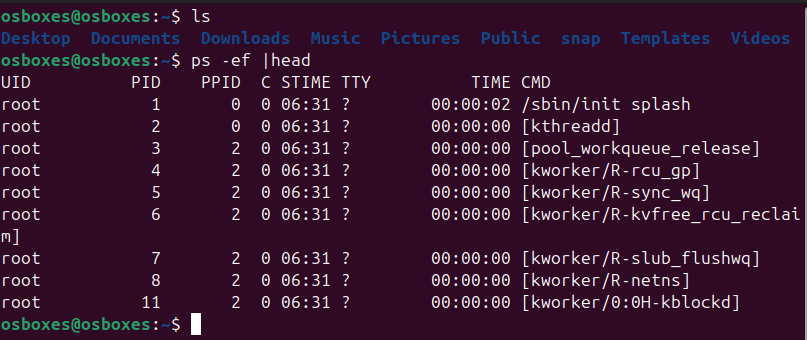 osboxes@osboxes:~$ ls
Desktop  Documents  Downloads  Music  Pictures  Public  snap  Templates  Videos
osboxes@osboxes:~$ ps -ef |head
UID          PID    PPID  C STIME TTY          TIME CMD
root           1       0  0 06:31 ?        00:00:02 /sbin/init splash
root           2       0  0 06:31 ?        00:00:00 [kthreadd]
root           3       2  0 06:31 ?        00:00:00 [pool_workqueue_release]
root           4       2  0 06:31 ?        00:00:00 [kworker/R-rcu_gp]
root           5       2  0 06:31 ?        00:00:00 [kworker/R-sync_wq]
root           6       2  0 06:31 ?        00:00:00 [kworker/R-kvfree_rcu_reclai
m]
root           7       2  0 06:31 ?        00:00:00 [kworker/R-slub_flushwq]
root           8       2  0 06:31 ?        00:00:00 [kworker/R-netns]
root          11       2  0 06:31 ?        00:00:00 [kworker/0:0H-kblockd]
osboxes@osboxes:~$